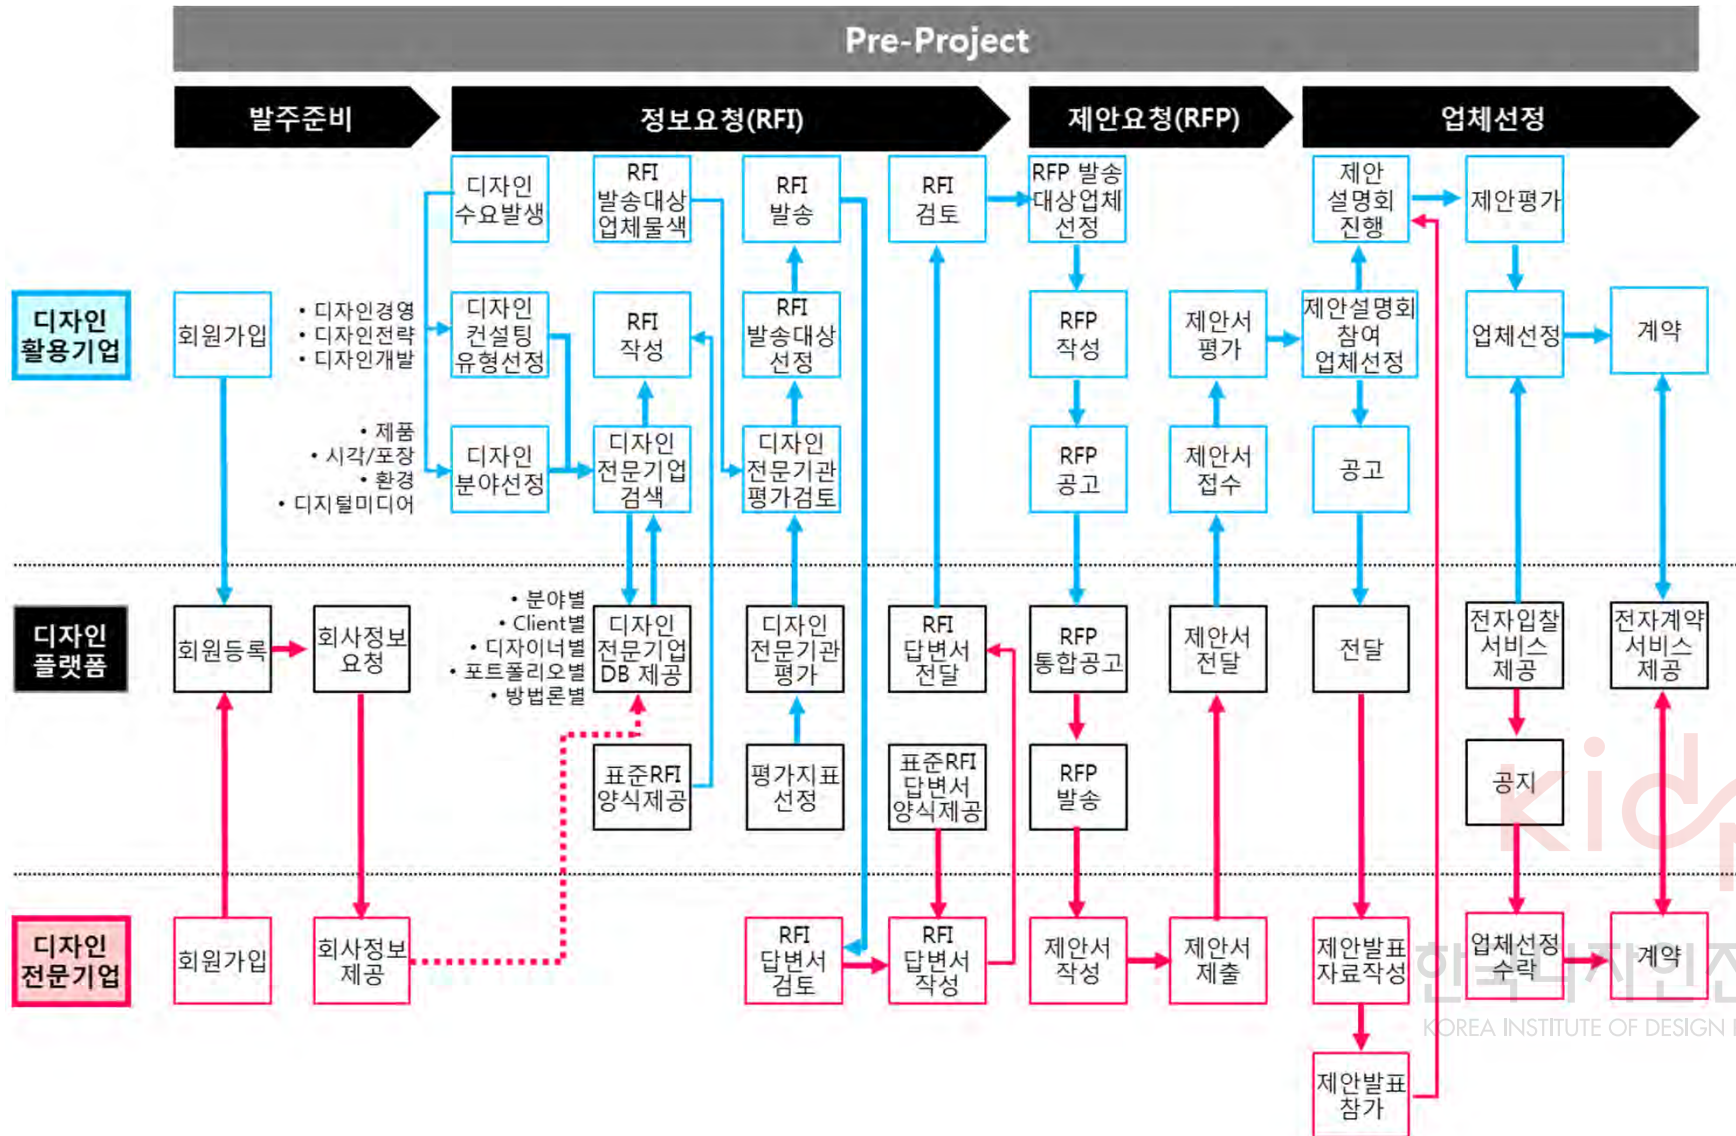 Pre-Project
발주준비
정보요청(RFI)
제안요청(RFP)
업체선정
디자인
활용기업
회원가입
• 디자인경영
• 디자인전략
• 디자인개발
• 제품
• 시각/포장
• 환경
• 디지털미디어
디자인
수요발생
디자인
컨설팅
유형선정
디자인
분야선정
RFI
발송대상
업체물색
RFI
작성
디자인
전문기업
검색
RFI
발송
RFI
발송대상
선정
디자인
전문기관
평가검토
RFI
검토
RFP 발송
대상업체
선정
RFP
작성
RFP
공고
제안서
평가
제안서
접수
제안
설명회
진행
제안설명회
참여
업체선정
공고
제안평가
업체선정
계약
디자인
플랫폼
회원등록
회사정보
요청
• 분야별
• Client별
• 디자이너별
• 포트폴리오별
• 방법론별
디자인
전문기업
DB 제공
표준RFI
양식제공
디자인
전문기관
평가
평가지표
선정
RFI
답변서
전달
표준RFI
답변서
양식제공
RFP
통합공고
RFP
발송
제안서
전달
전달
전자입찰
서비스
제공
공지
전자계약
서비스
제공
디자인
전문기업
회원가입
회사정보
제공
RFI
답변서
검토
RFI
답변서
작성
제안서
작성
제안서
제출
제안발표
자료작성
제안발표
참가
업체선정
수락
계약
kid
한국디자인진
KOREA INSTITUTE OF DESIGN